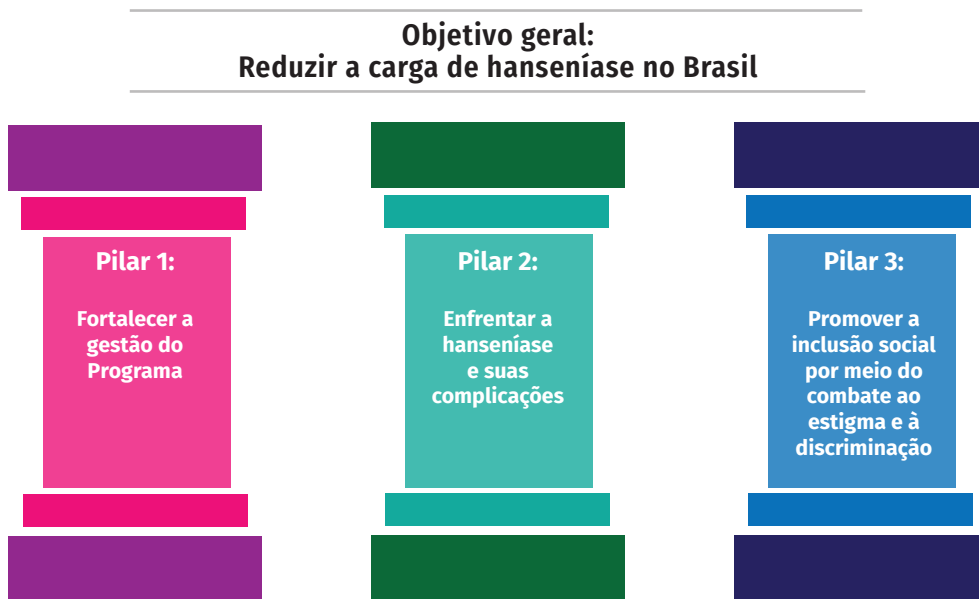 Objetivo geral:
Reduzir a carga de hanseníase no Brasil
Pilar 1:
Fortalecer a
gestão do
Programa
Pilar 2:
Enfrentar a
hanseníase
e suas
complicações
Pilar 3:
Promover a
inclusão social
por meio do
combate ao
estigma e à
discriminação